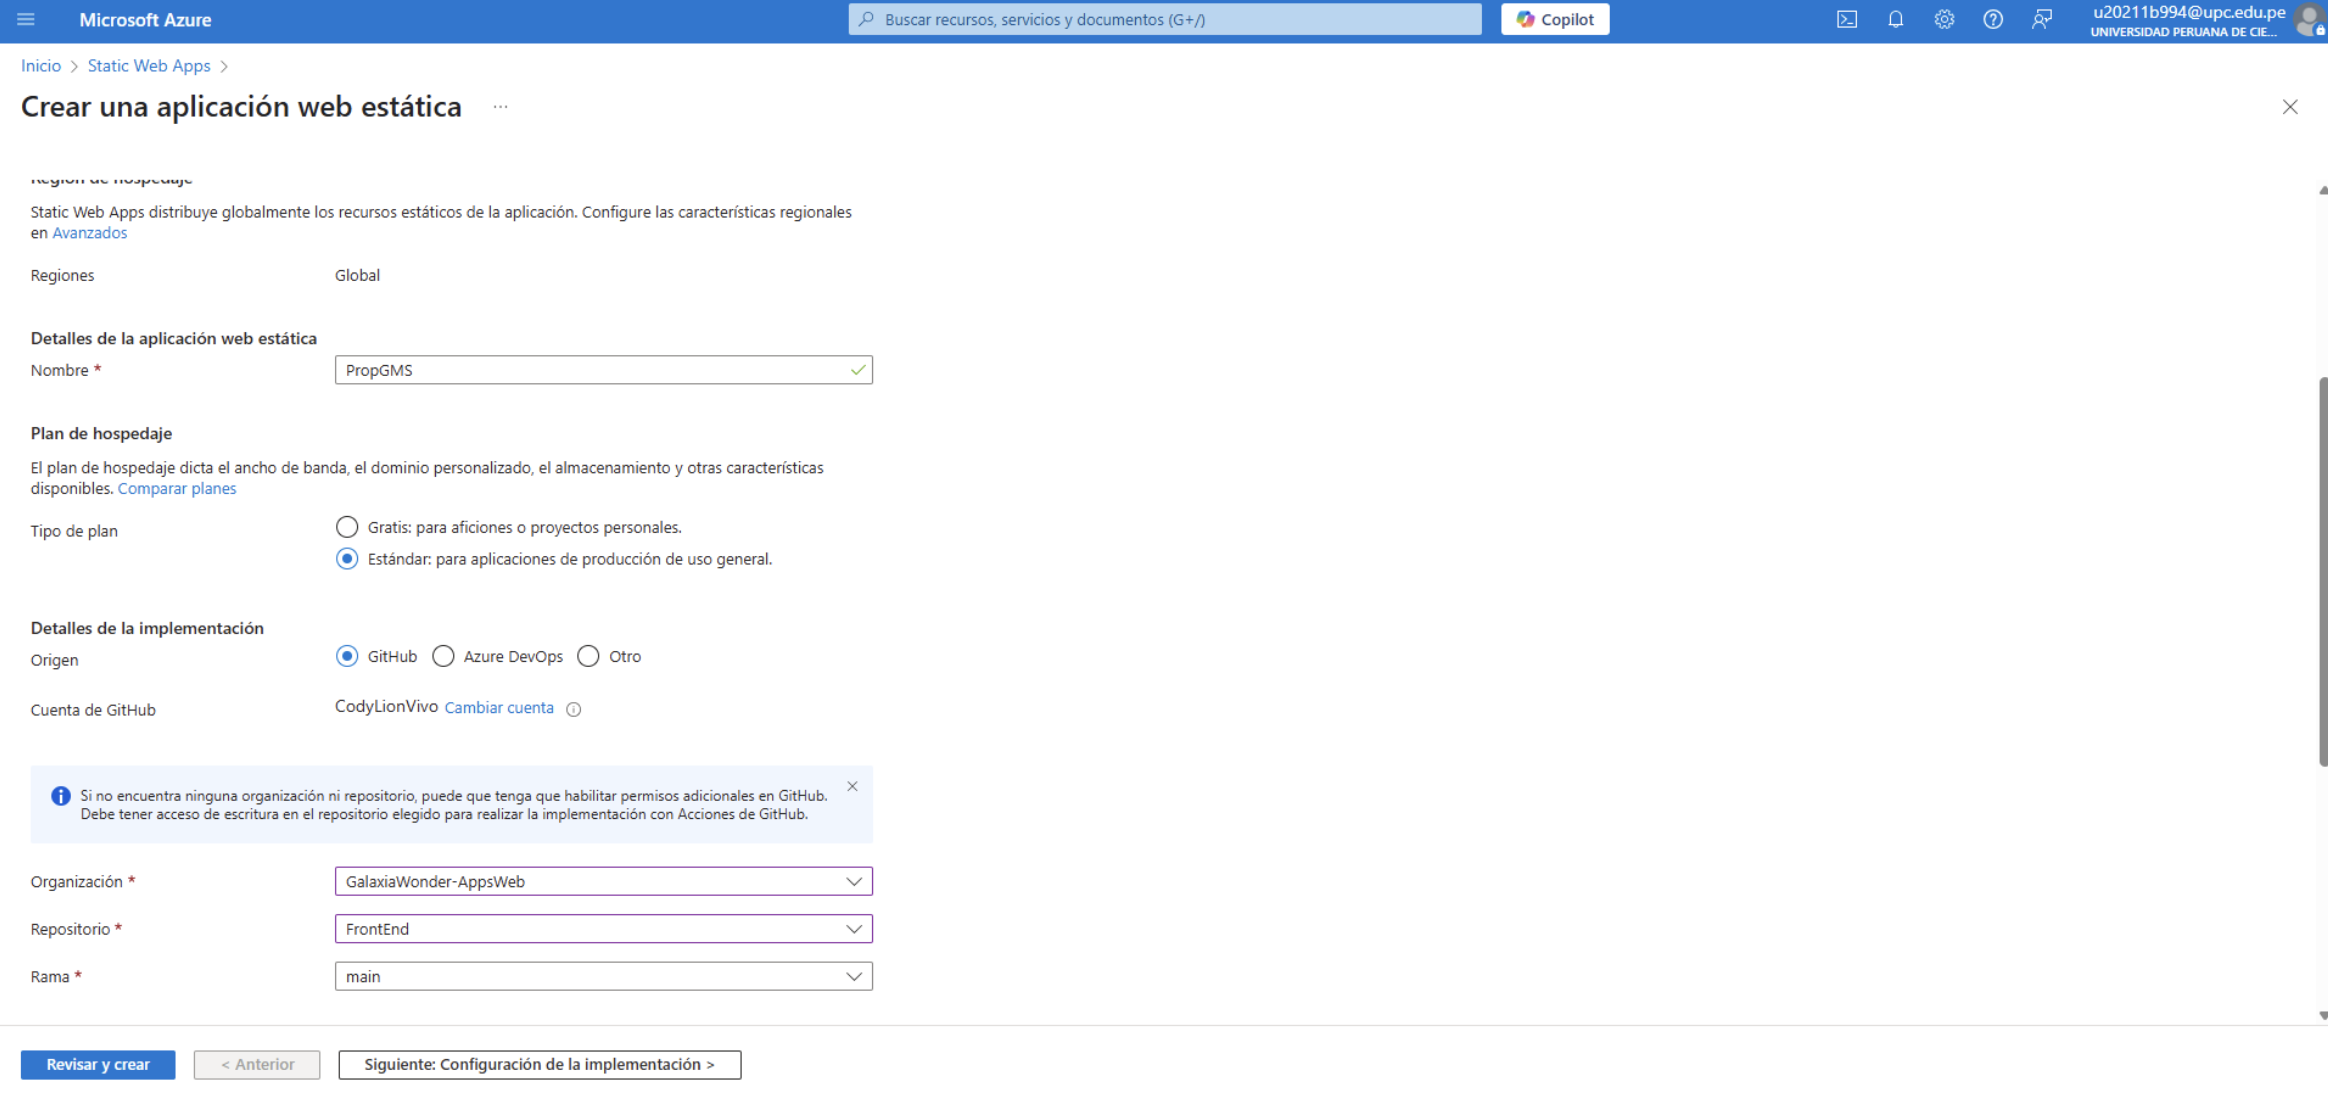 Microsoft Azure
Buscar recursos, servicios y documentos (G+/)
Copilot
u20211b994@upc.edu.pe
UNIVERSIDAD PERUANA DE CIE...
Inicio > Static Web Apps >
Crear una aplicación web estática ...
Región de hospedaje
Static Web Apps distribuye globalmente los recursos estáticos de la aplicación. Configure las características regionales
en Avanzados
Regiones Global
Detalles de la aplicación web estática
Nombre * PropGMS
Plan de hospedaje
El plan de hospedaje dicta el ancho de banda, el dominio personalizado, el almacenamiento y otras características
disponibles. Comparar planes
Tipo de plan
Gratis: para aficiones o proyectos personales.
Estándar: para aplicaciones de producción de uso general.
Detalles de la implementación
Origen GitHub Azure DevOps Otro
Cuenta de GitHub CodyLionVivo Cambiar cuenta
Si no encuentra ninguna organización ni repositorio, puede que tenga que habilitar permisos adicionales en GitHub.
Debe tener acceso de escritura en el repositorio elegido para realizar la implementación con Acciones de GitHub.
Organización * GalaxiaWonder-AppsWeb
Repositorio * FrontEnd
Rama * main
Revisar y crear
< Anterior
Siguiente: Configuración de la implementación >